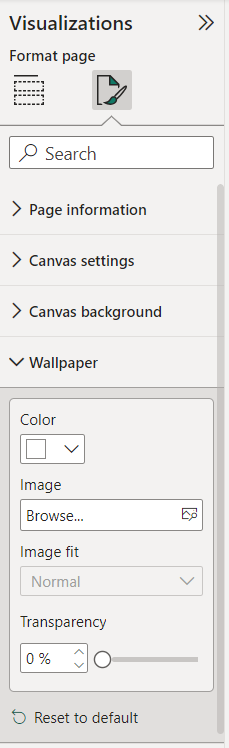 Visualizations
Format page
Search
Page information
Canvas settings
Canvas background
Wallpaper
Color
Image
Browse...
Image fit
Normal
Transparency
0 %
Reset to default